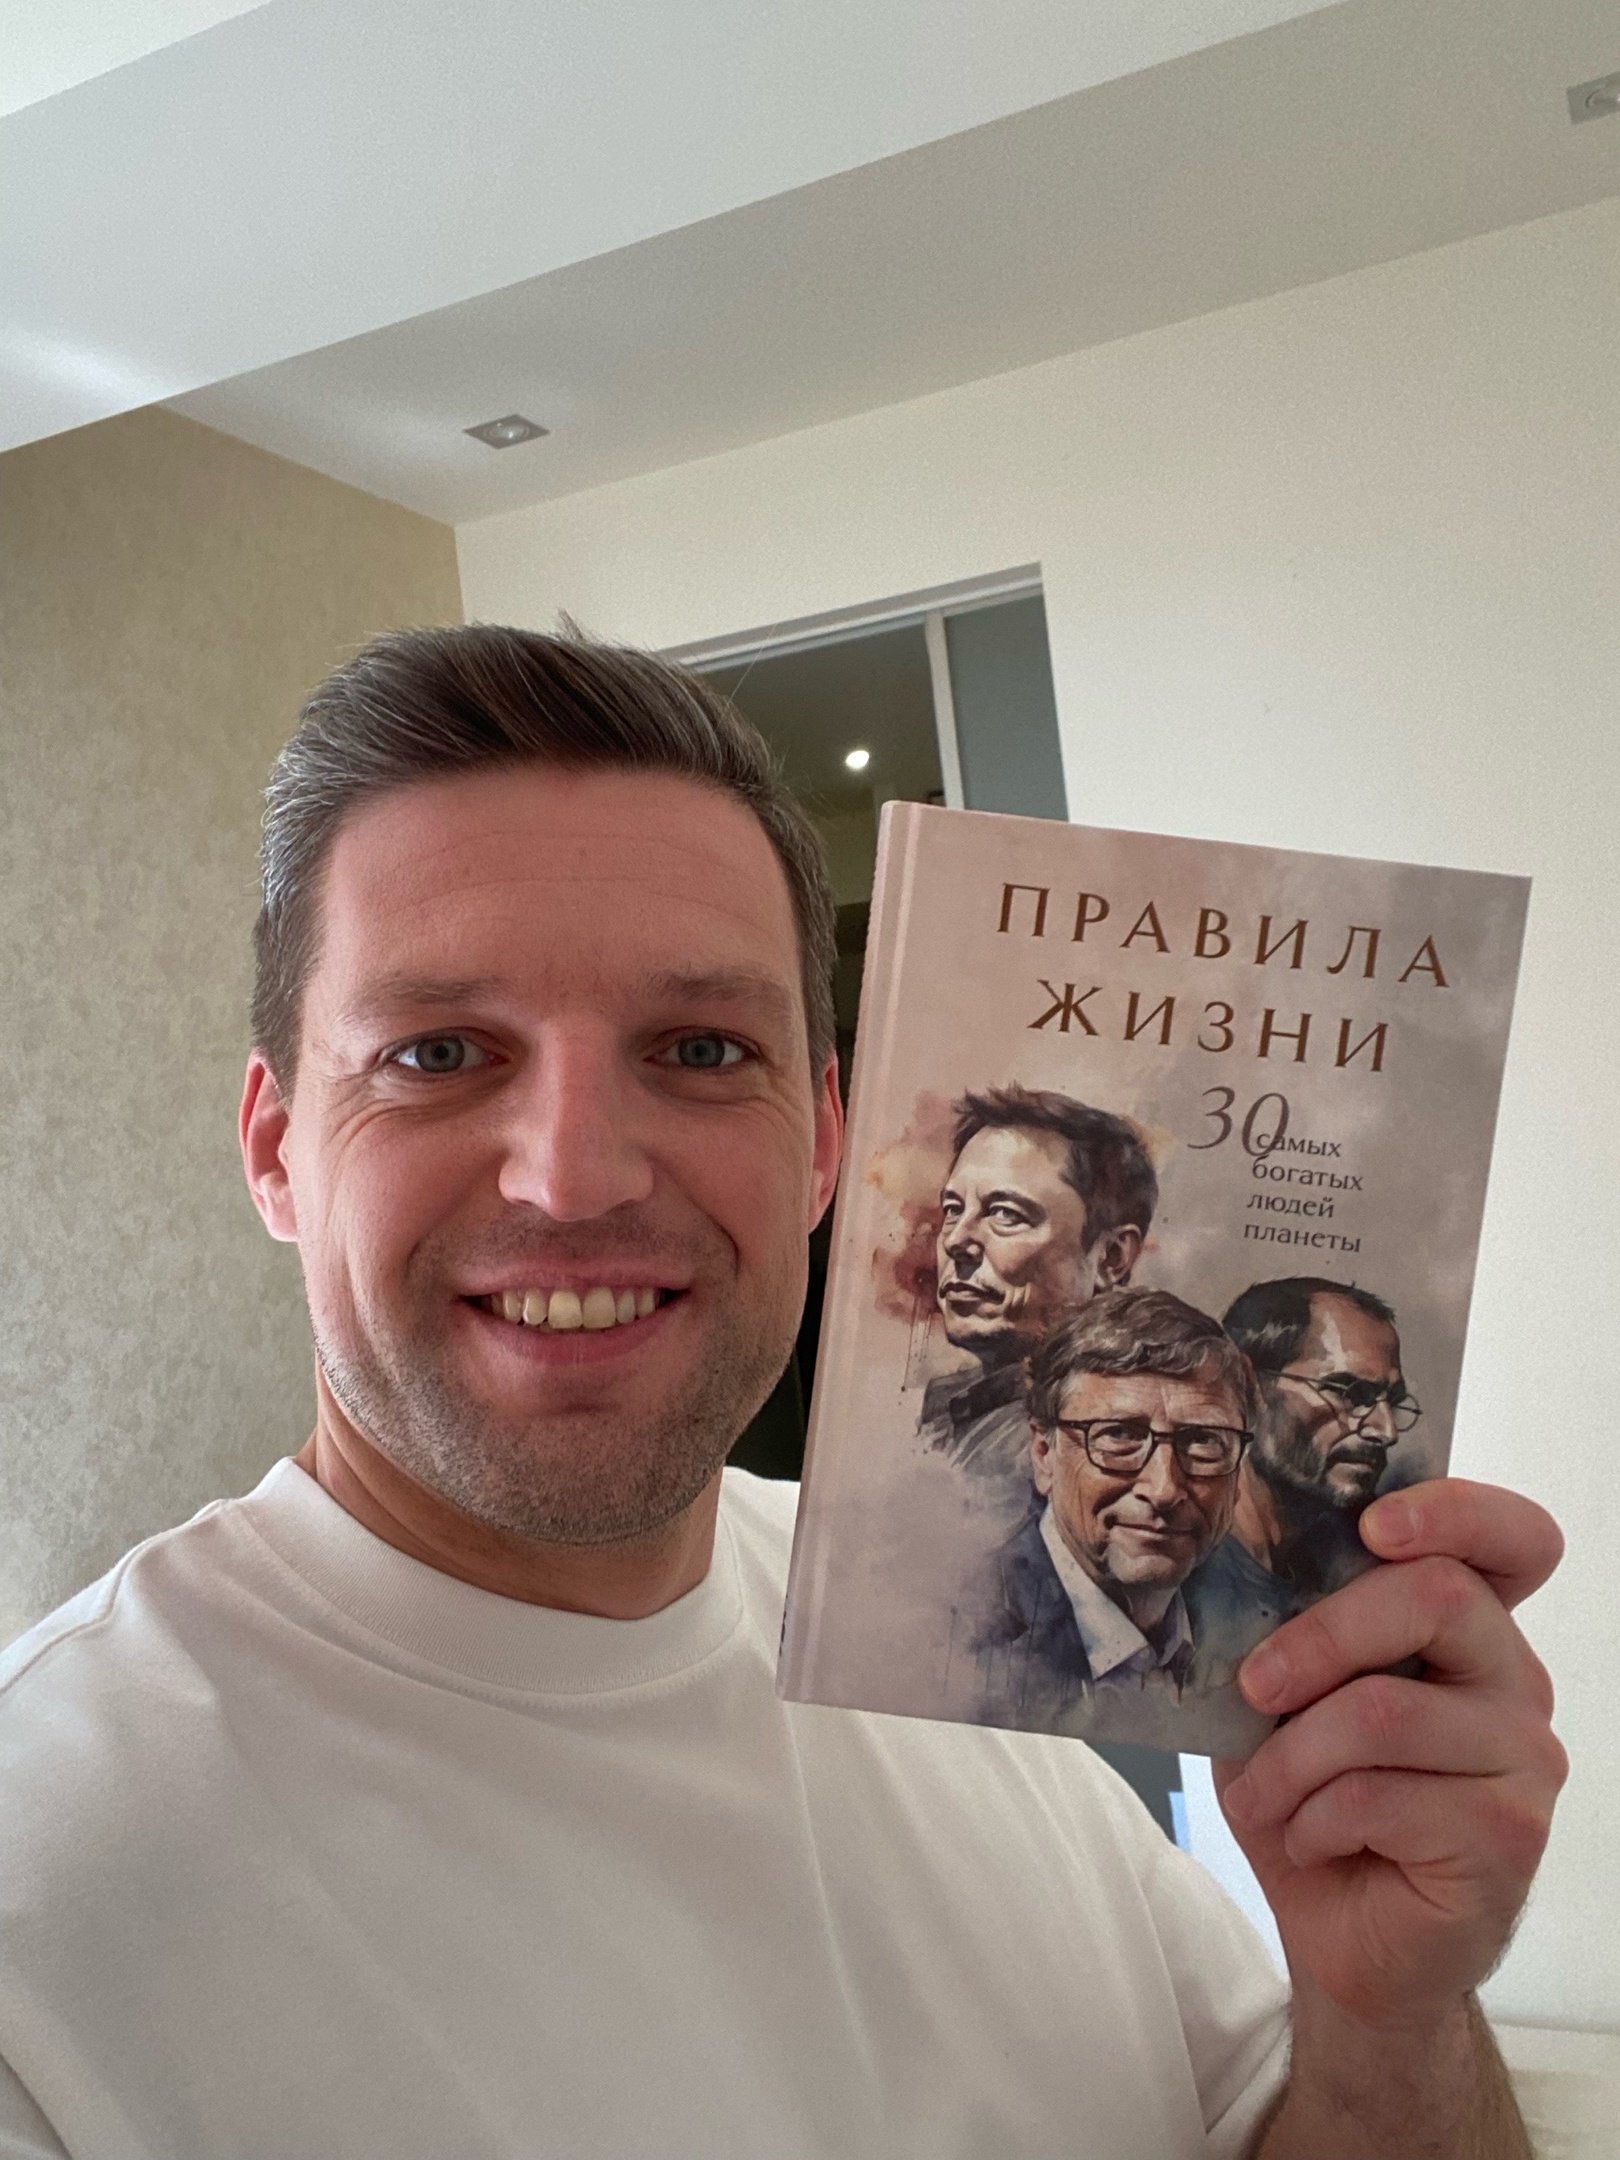 ПРАВИЛА
ЖИЗНИ
30 самых
богатых
людей
планеты